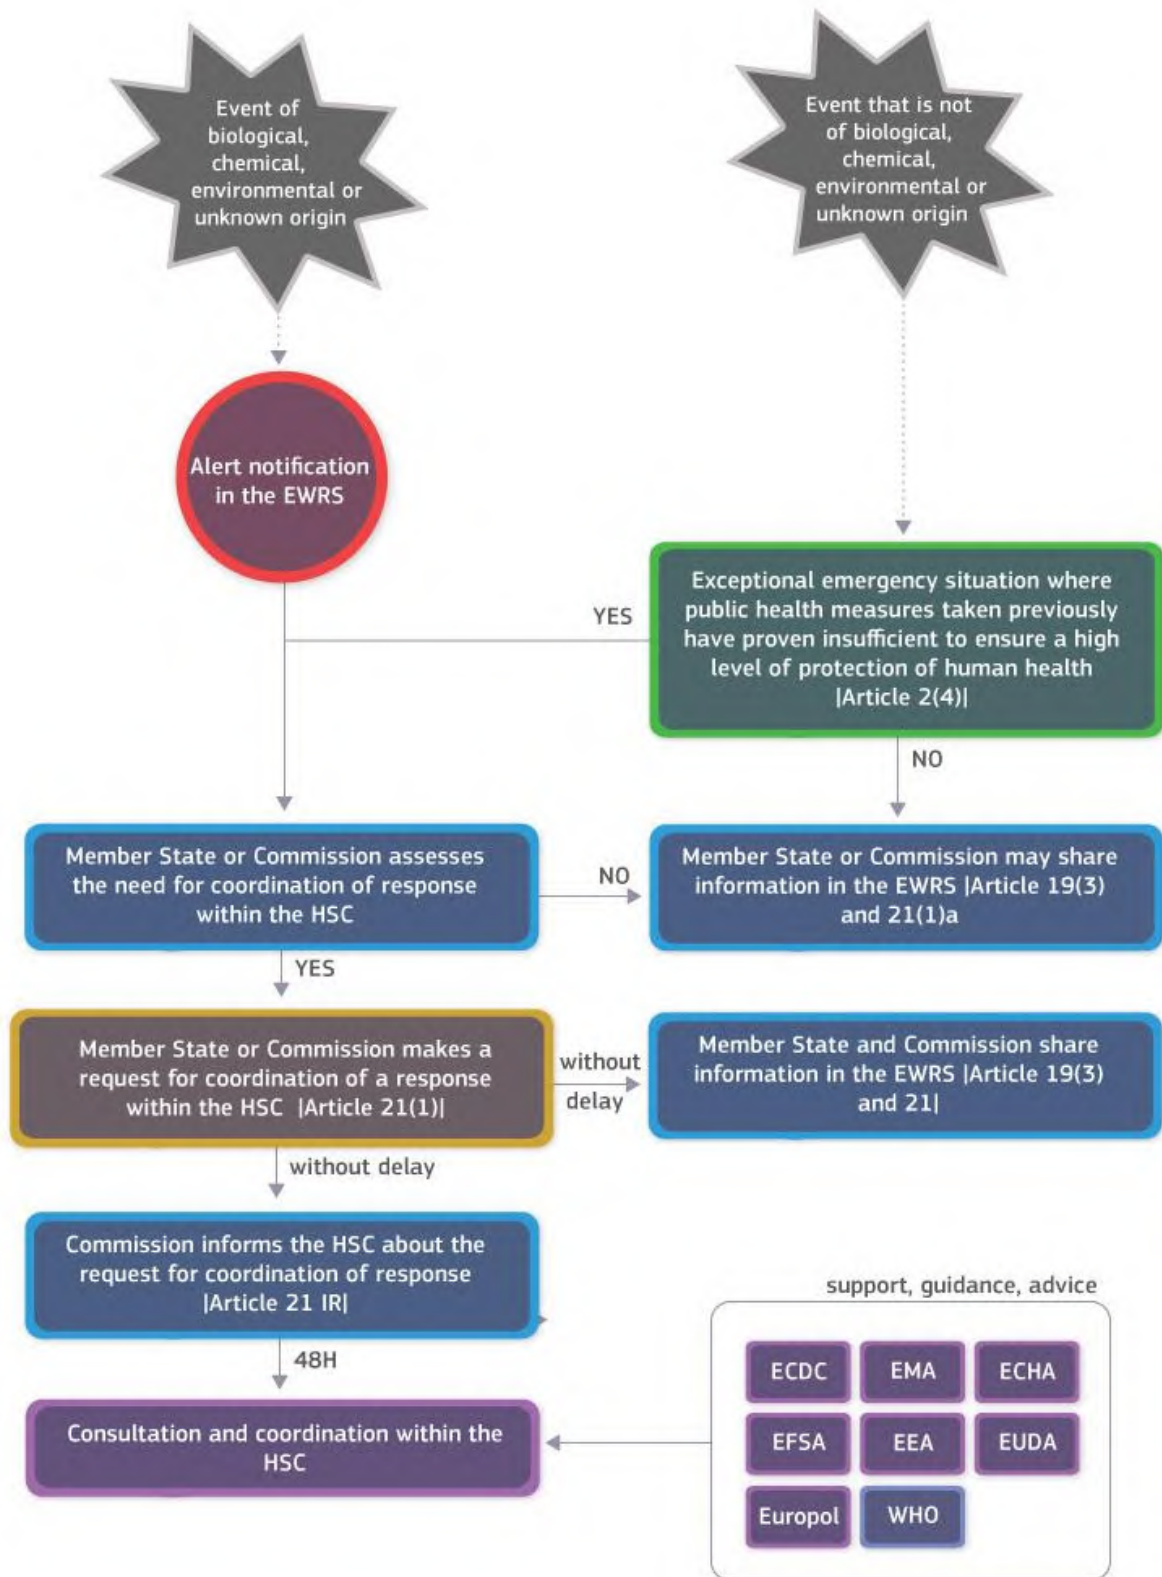 Event of
biological,
chemical,
environmental or
unknown origin
Event that is not
of biological,
chemical,
environmental or
unknown origin
Alert notification
in the EWRS
YES
Exceptional emergency situation where
public health measures taken previously
have proven insufficient to ensure a high
level of protection of human health
|Article 2(4)|
NO
Member State or Commission assesses
the need for coordination of response
within the HSC
NO
Member State or Commission may share
information in the EWRS |Article 19(3)
and 21(1)a
YES
Member State or Commission makes a
request for coordination of a response
within the HSC |Article 21(1)|
without
delay
Member State and Commission share
information in the EWRS |Article 19(3)
and 21|
without delay
Commission informs the HSC about the
request for coordination of response
|Article 21 IR|
48H
Consultation and coordination within the
HSC
support, guidance, advice
ECDC EMA ECHA
EFSA EEA EUDA
Europol WHO